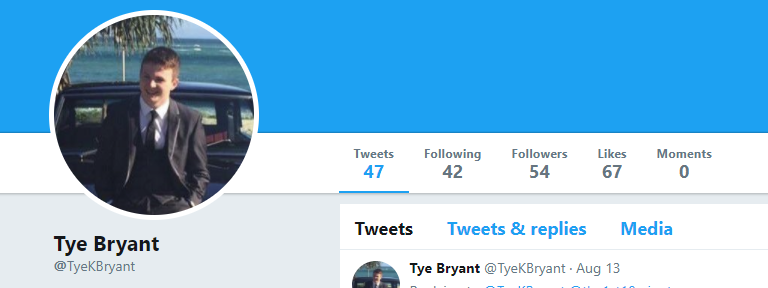 Tweets Following Followers Likes Moments
47 42 54 67 0
Tweets Tweets & replies Media
Tye Bryant
@TyeKBryant
Tye Bryant @TyeKBryant · Aug 13